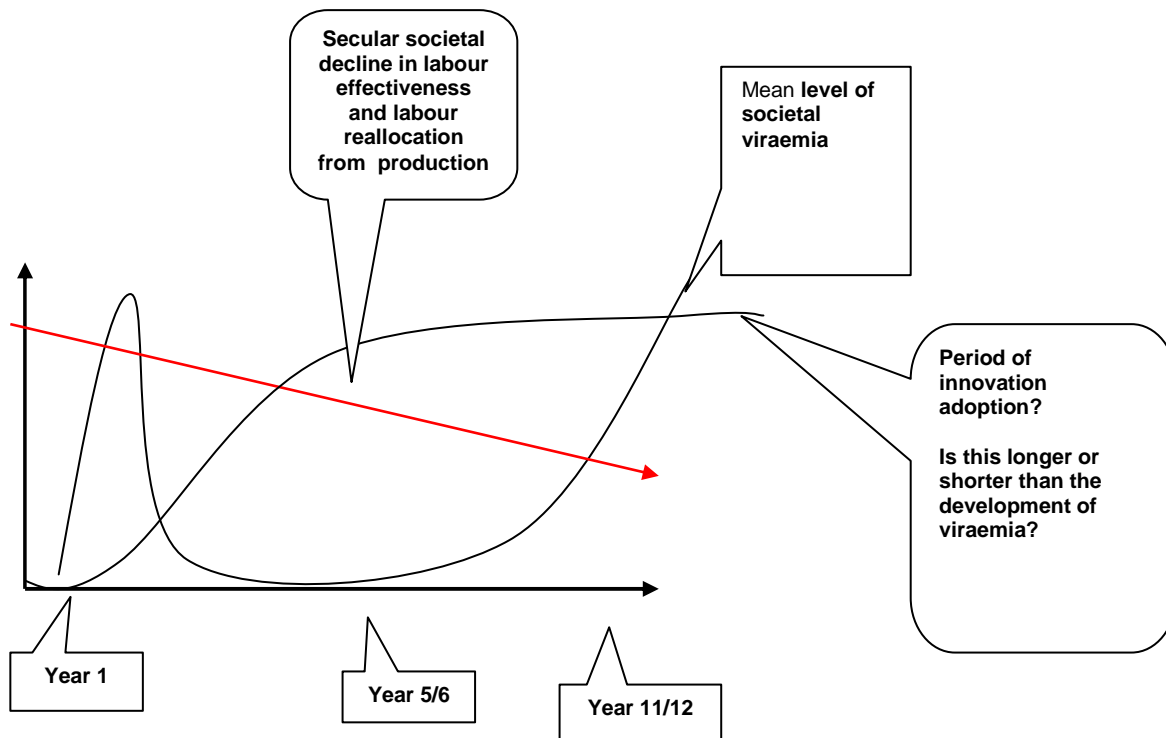 Secular societal
decline in labour
effectiveness
and labour
reallocation
from production
Mean level of
societal
viraemia
Period of
innovation
adoption?
Is this longer or
shorter than the
development of
viraemia?
Year 1
Year 5/6
Year 11/12